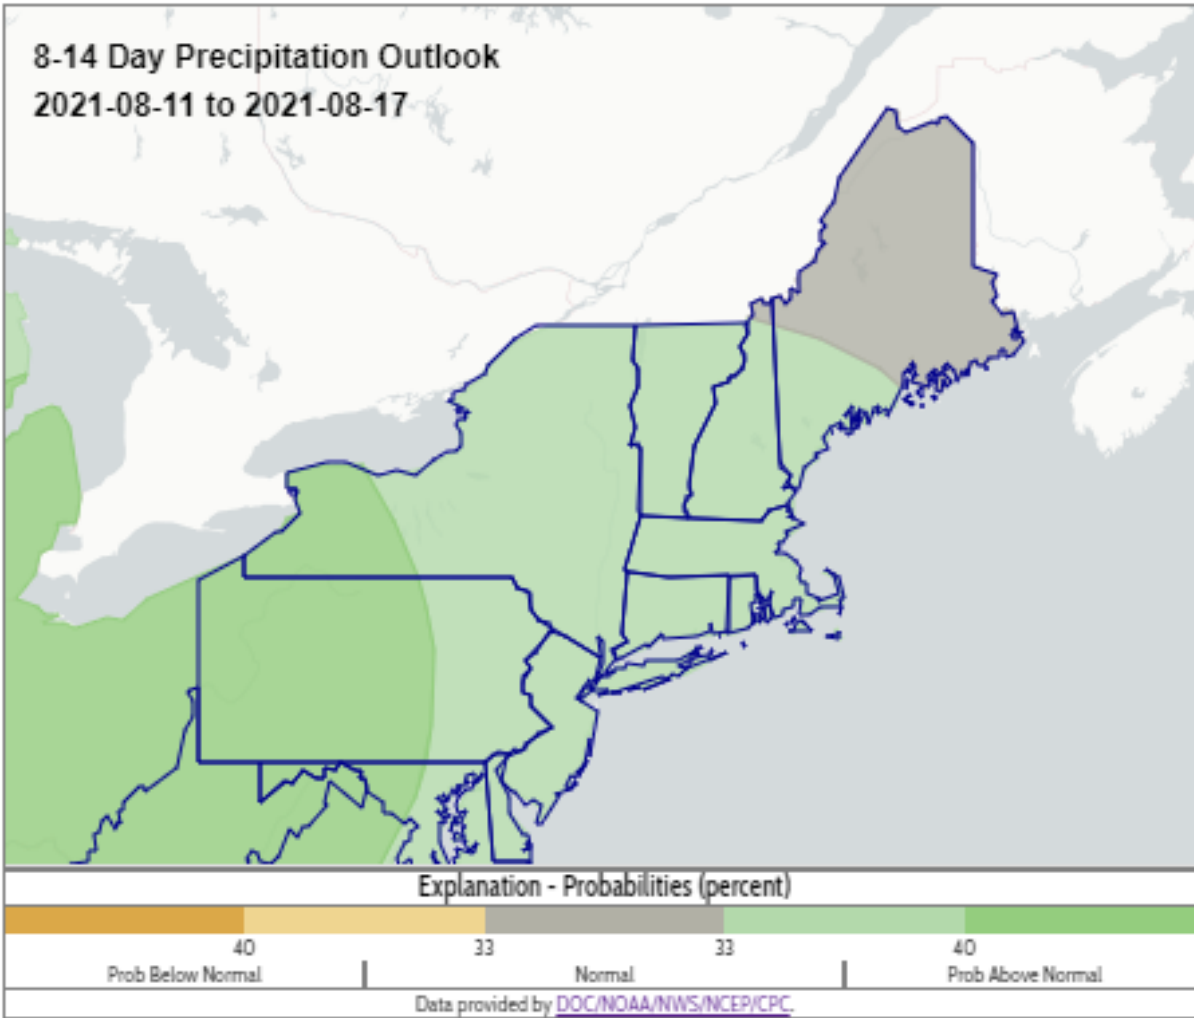 8-14 Day Precipitation Outlook
2021-08-11 to 2021-08-17
Explanation - Probabilities (percent)
40 33 33 40
Prob Below Normal Normal Prob Above Normal
Data provided by DOC/NOAA/NWS/NCEP/CPC.